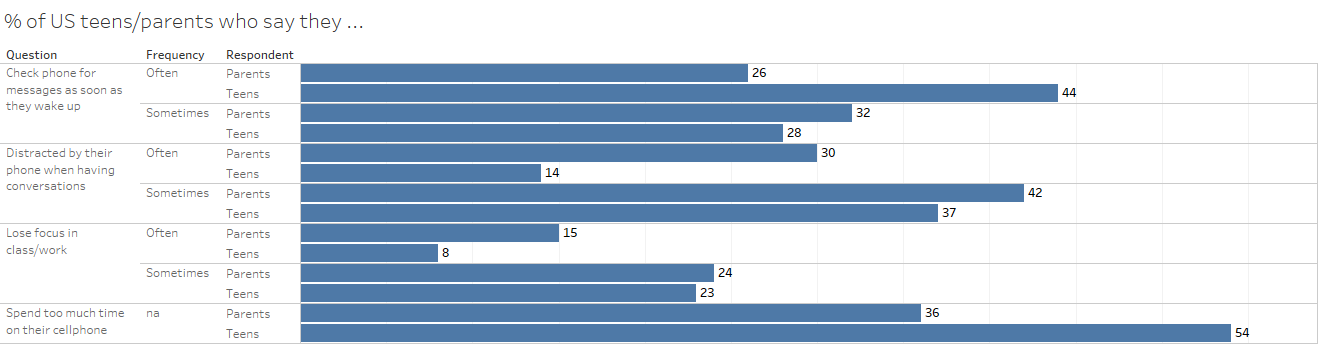 % of US teens/parents who say they ...
Question Frequency Respondent
Check phone for messages as soon as they wake up Often Parents 26
Teens 44
Sometimes Parents 32
Teens 28
Distracted by their phone when having conversations Often Parents 30
Teens 14
Sometimes Parents 42
Teens 37
Lose focus in class/work Often Parents 15
Teens 8
Sometimes Parents 24
Teens 23
Spend too much time on their cellphone na Parents 36
Teens 54